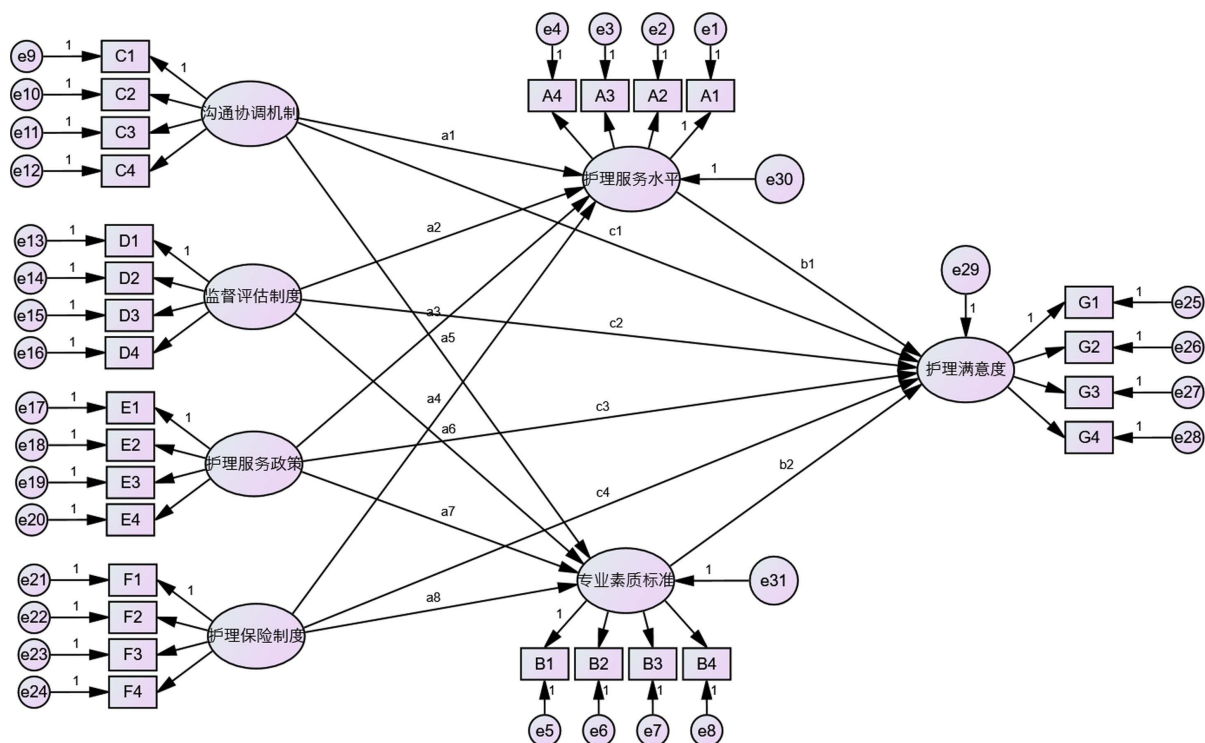 e4 e3 e2 e1
1 1 1 1
A4 A3 A2 A1
1
e9 1 C1
1
e10 1 C2
e11 1 C3
e12 1 C4
沟通协调机制
a1
护理服务水平 1 e30
e13 1 D1
1
e14 1 D2
e15 1 D3
e16 1 D4
监督评估制度
a2
c1
b1
e29
1
a3
c2
a5
G1 1 e25
1
G2 1 e26
G3 1 e27
G4 1 e28
护理满意度
e17 1 E1
1
e18 1 E2
e19 1 E3
e20 1 E4
护理服务政策
a4
c3
a6
b2
c4
a7
e21 1 F1
1
e22 1 F2
e23 1 F3
e24 1 F4
护理保险制度
a8
专业素质标准 1 e31
1
B1 B2 B3 B4
1 1 1 1
e5 e6 e7 e8